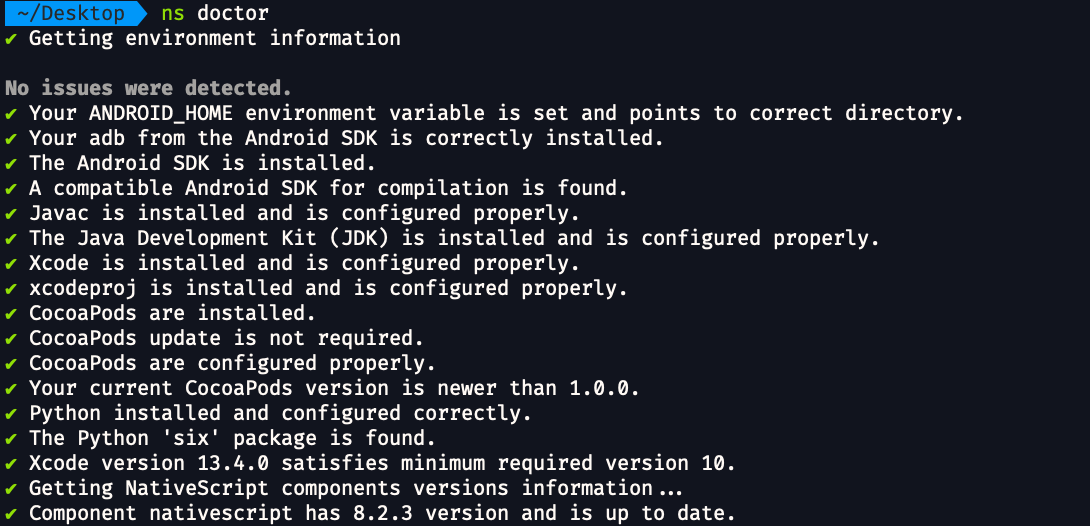 ~/Desktop ns doctor
✔ Getting environment information
No issues were detected.
✔ Your ANDROID_HOME environment variable is set and points to correct directory.
✔ Your adb from the Android SDK is correctly installed.
✔ The Android SDK is installed.
✔ A compatible Android SDK for compilation is found.
✔ Javac is installed and is configured properly.
✔ The Java Development Kit (JDK) is installed and is configured properly.
✔ Xcode is installed and is configured properly.
✔ xcodeproj is installed and is configured properly.
✔ CocoaPods are installed.
✔ CocoaPods update is not required.
✔ CocoaPods are configured properly.
✔ Your current CocoaPods version is newer than 1.0.0.
✔ Python installed and configured correctly.
✔ The Python 'six' package is found.
✔ Xcode version 13.4.0 satisfies minimum required version 10.
✔ Getting NativeScript components versions information...
✔ Component nativescript has 8.2.3 version and is up to date.